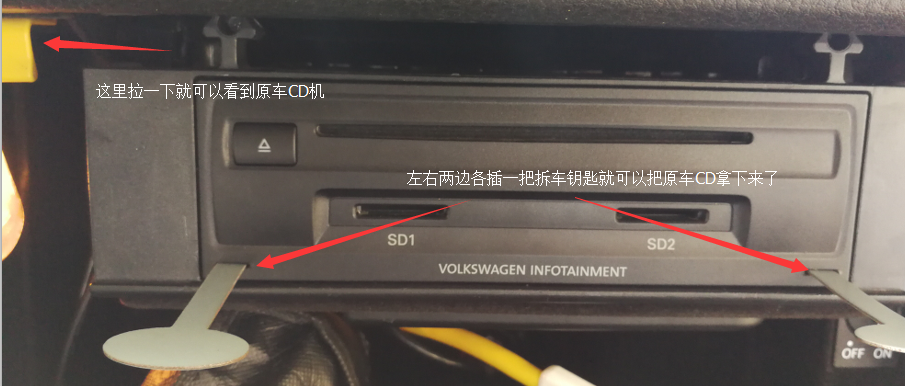 这里拉一下就可以看到原车CD机
左右两边各插一把拆车钥匙就可以把原车CD拿下来了
SD1
SD2
VOLKSWAGEN INFOTAINMENT
OFF ON